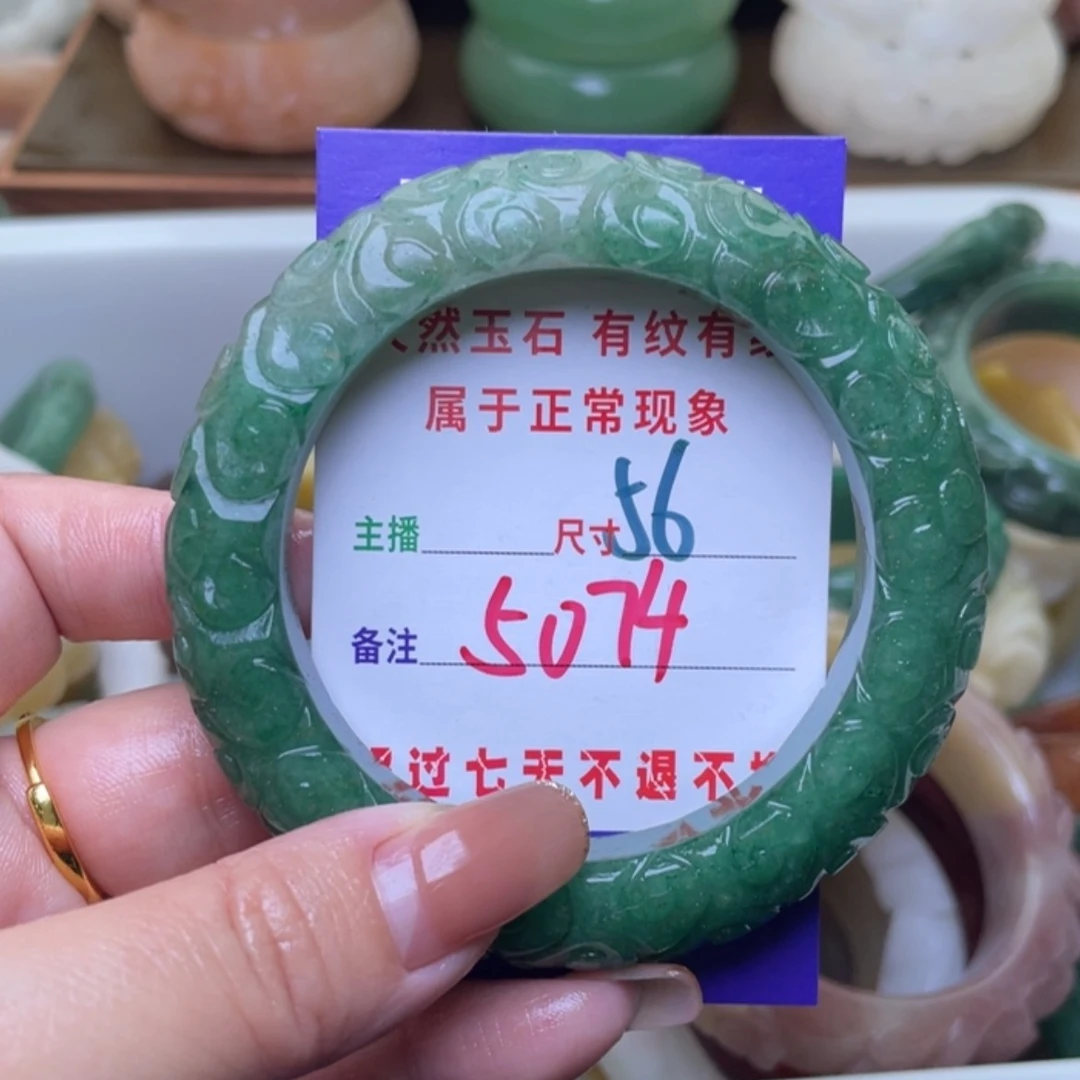 然玉石 有纹有
属于正常现象
主播 尺寸 56
备注 5074
过七天不退不